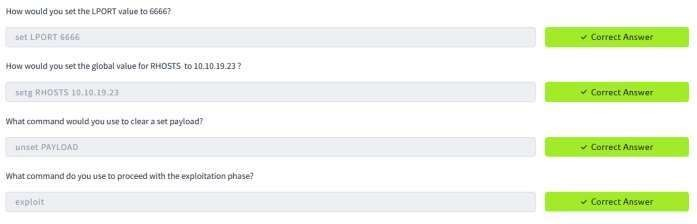 How would you set the LPORT value to 6666?
set LPORT 6666
✓ Correct Answer
How would you set the global value for RHOSTS  to 10.10.19.23 ?
setg RHOSTS 10.10.19.23
✓ Correct Answer
What command would you use to clear a set payload?
unset PAYLOAD
✓ Correct Answer
What command do you use to proceed with the exploitation phase?
exploit
✓ Correct Answer